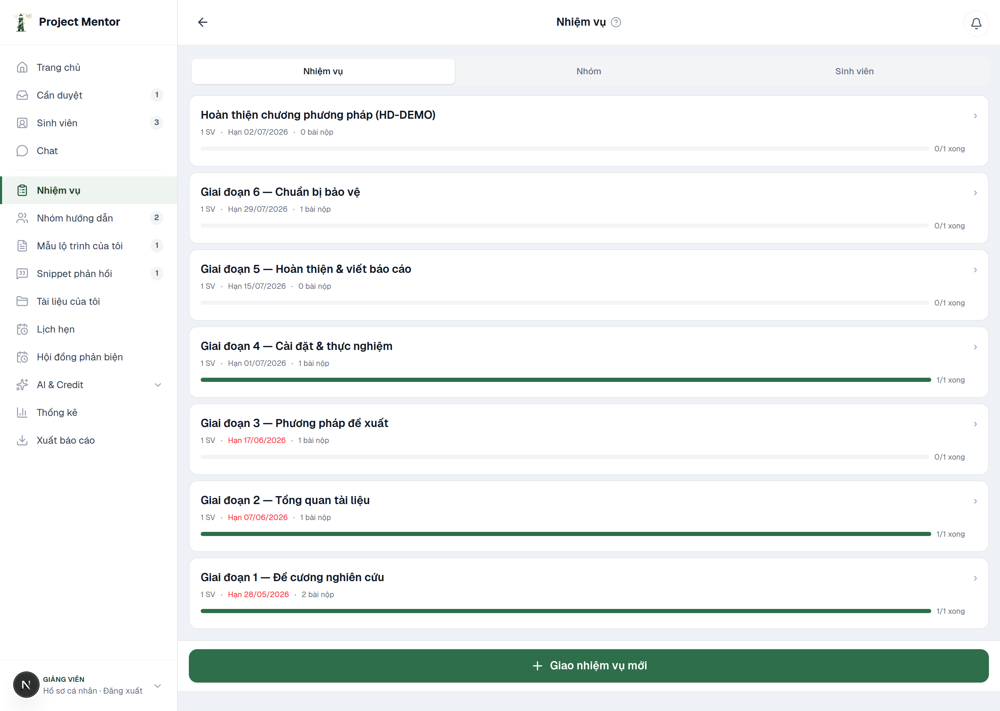 Project Mentor
Trang chủ
Cần duyệt 1
Sinh viên 3
Chat
Nhiệm vụ
Nhóm hướng dẫn 2
Mẫu lộ trình của tôi 1
Snippet phản hồi 1
Tài liệu của tôi
Lịch hẹn
Hội đồng phản biện
AI & Credit
Thống kê
Xuất báo cáo
N
GIẢNG VIÊN
Hồ sơ cá nhân · Đăng xuất
Nhiệm vụ ?
Nhiệm vụ Nhóm Sinh viên
Hoàn thiện chương phương pháp (HD-DEMO)
1 SV · Hạn 02/07/2026 · 0 bài nộp
0/1 xong
Giai đoạn 6 — Chuẩn bị bảo vệ
1 SV · Hạn 29/07/2026 · 1 bài nộp
0/1 xong
Giai đoạn 5 — Hoàn thiện & viết báo cáo
1 SV · Hạn 15/07/2026 · 0 bài nộp
0/1 xong
Giai đoạn 4 — Cài đặt & thực nghiệm
1 SV · Hạn 01/07/2026 · 1 bài nộp
1/1 xong
Giai đoạn 3 — Phương pháp đề xuất
1 SV · Hạn 17/06/2026 · 1 bài nộp
0/1 xong
Giai đoạn 2 — Tổng quan tài liệu
1 SV · Hạn 07/06/2026 · 1 bài nộp
1/1 xong
Giai đoạn 1 — Đề cương nghiên cứu
1 SV · Hạn 28/05/2026 · 2 bài nộp
1/1 xong
+ Giao nhiệm vụ mới